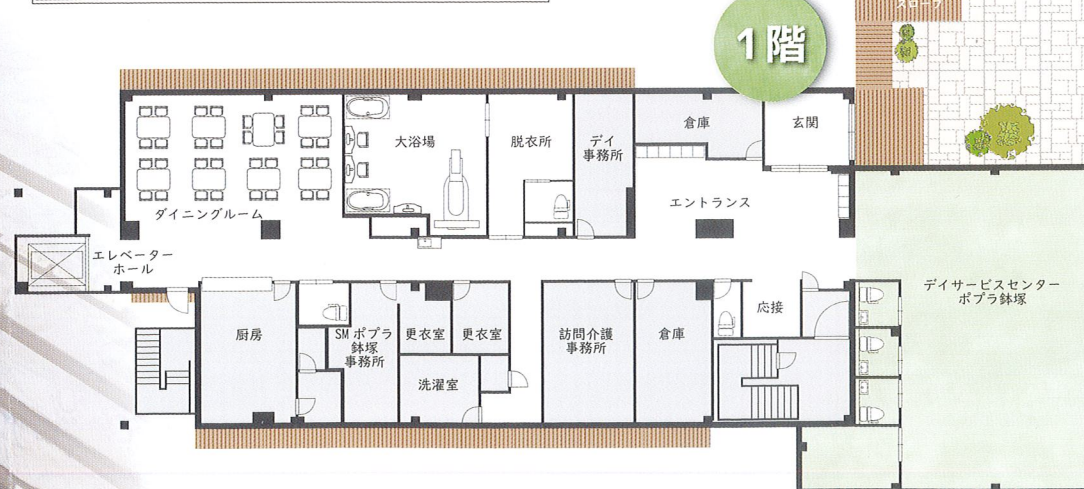 スロープ
1階
倉庫
玄関
大浴場
脱衣所
デイ
事務所
エントランス
ダイニングルーム
エレベーター
ホール
デイサービスセンター
ポプラ鉢塚
厨房
SMポプラ
鉢塚
事務所
更衣室
更衣室
訪問介護
事務所
倉庫
応接
洗濯室